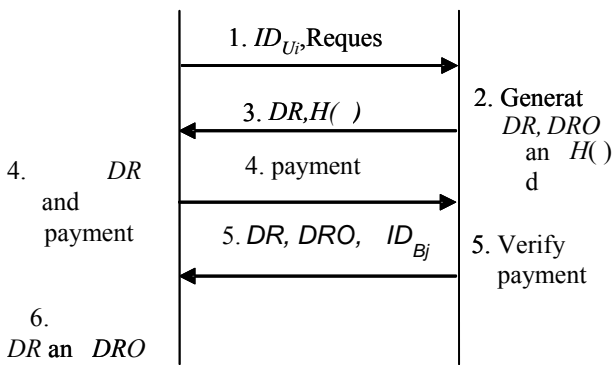 1. ID_Ui,Reques
2. Generat
DR, DRO
an H( )
d
3. DR,H( )
4. DR
and
payment
4. payment
5. DR, DRO, ID_Bj
5. Verify
payment
6.
DR an DRO